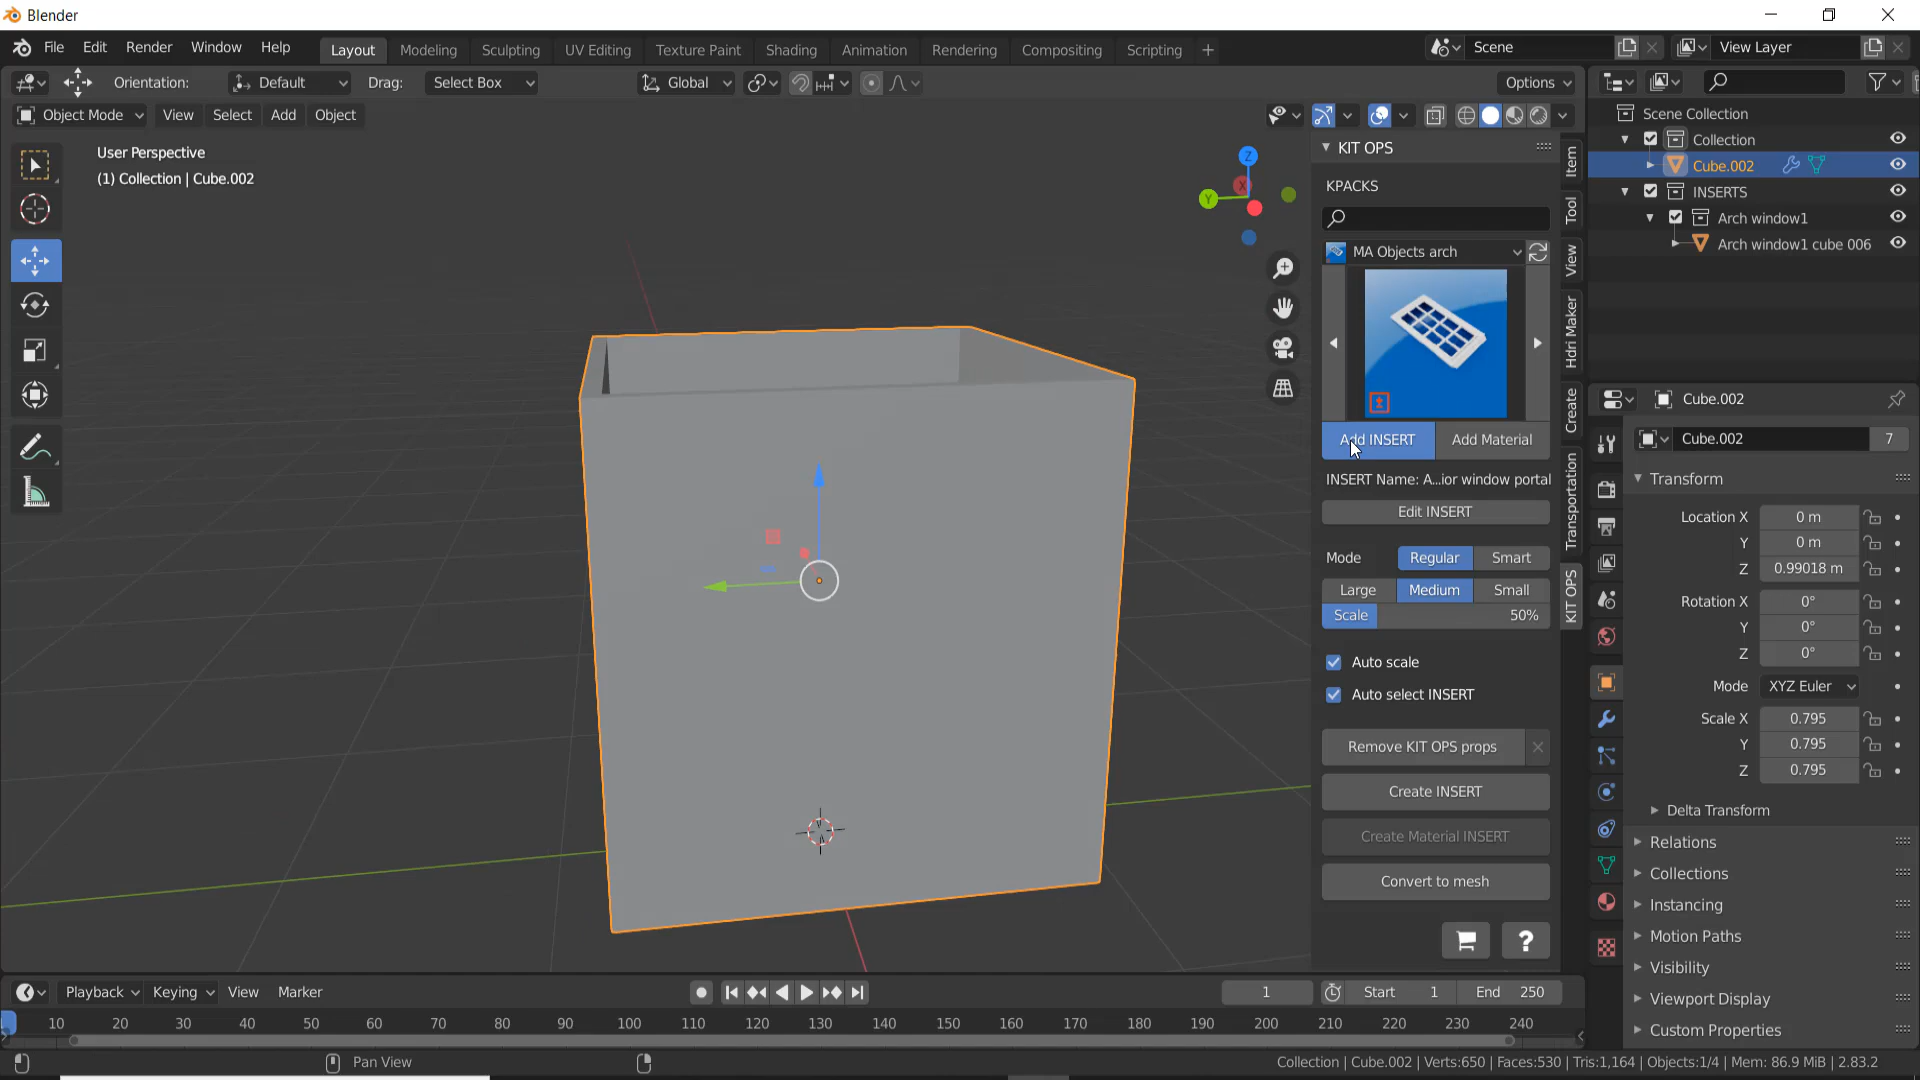 Blender
File Edit Render Window Help
Layout Modeling Sculpting UV Editing Texture Paint Shading Animation Rendering Compositing Scripting +
Scene
View Layer
Orientation: Default Drag: Select Box
Global
Options
Object Mode View Select Add Object
User Perspective
(1) Collection | Cube.002
Z
X
Y
KIT OPS
KPACKS
MA Objects arch
Add INSERT Add Material
INSERT Name: A...ior window portal
Edit INSERT
Mode Regular Smart
Large Medium Small
Scale 50%
Auto scale
Auto select INSERT
Remove KIT OPS props
Create INSERT
Create Material INSERT
Convert to mesh
?
Item
Tool
View
Hdri Maker
Create
Transportation
KIT OPS
Scene Collection
Collection
Cube.002
INSERTS
Arch window1
Arch window1 cube 006
Cube.002
Cube.002 7
Transform
Location X 0 m
Y 0 m
Z 0.99018 m
Rotation X 0°
Y 0°
Z 0°
Mode XYZ Euler
Scale X 0.795
Y 0.795
Z 0.795
Delta Transform
Relations
Collections
Instancing
Motion Paths
Visibility
Viewport Display
Custom Properties
Playback Keying View Marker
1 Start 1 End 250
10 20 30 40 50 60 70 80 90 100 110 120 130 140 150 160 170 180 190 200 210 220 230 240
Pan View
Collection | Cube.002 | Verts:650 | Faces:530 | Tris:1,164 | Objects:1/4 | Mem: 86.9 MiB | 2.83.2